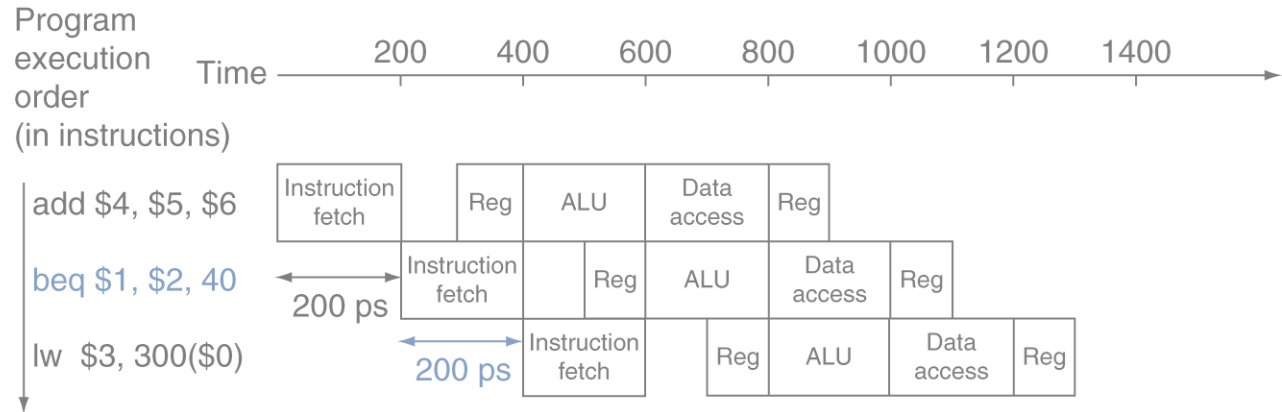 Program
execution
order
(in instructions)
Time
200 400 600 800 1000 1200 1400
add $4, $5, $6
Instruction
fetch
Reg
ALU
Data
access
Reg
beq $1, $2, 40
200 ps
Instruction
fetch
Reg
ALU
Data
access
Reg
lw $3, 300($0)
200 ps
Instruction
fetch
Reg
ALU
Data
access
Reg